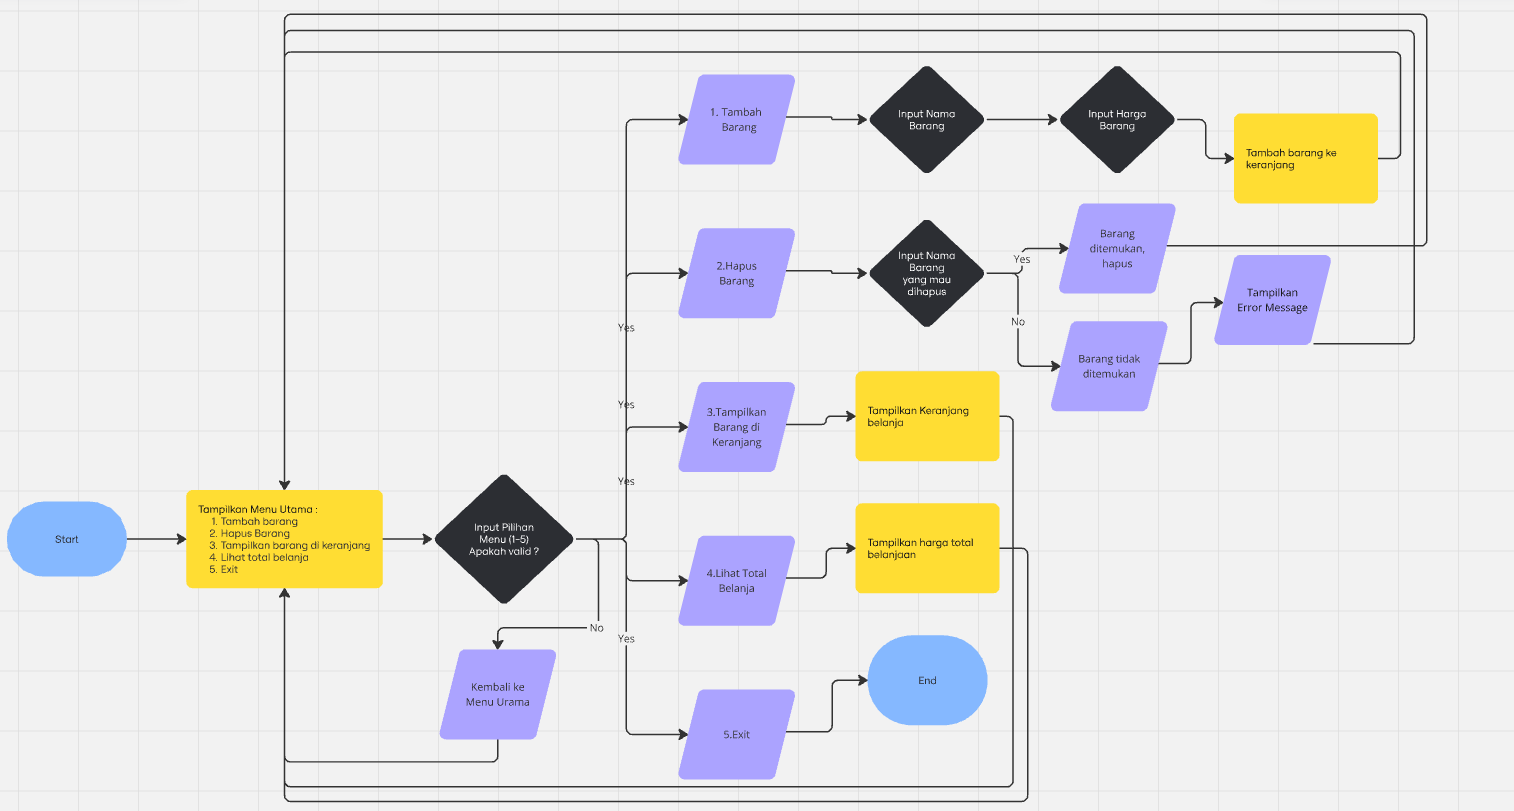 Start
Tampilkan Menu Utama :
1. Tambah barang
2. Hapus Barang
3. Tampilkan barang di keranjang
4. Lihat total belanja
5. Exit
Input Pilihan
Menu (1-5)
Apakah valid ?
No
Kembali ke
Menu Urama
Yes
Yes
Yes
Yes
1. Tambah
Barang
Input Nama
Barang
Input Harga
Barang
Tambah barang ke
keranjang
2.Hapus
Barang
Input Nama
Barang
yang mau
dihapus
Yes
No
Barang
ditemukan,
hapus
Barang tidak
ditemukan
Tampilkan
Error Message
3.Tampilkan
Barang di
Keranjang
Tampilkan Keranjang
belanja
4.Lihat Total
Belanja
Tampilkan harga total
belanjaan
5.Exit
End